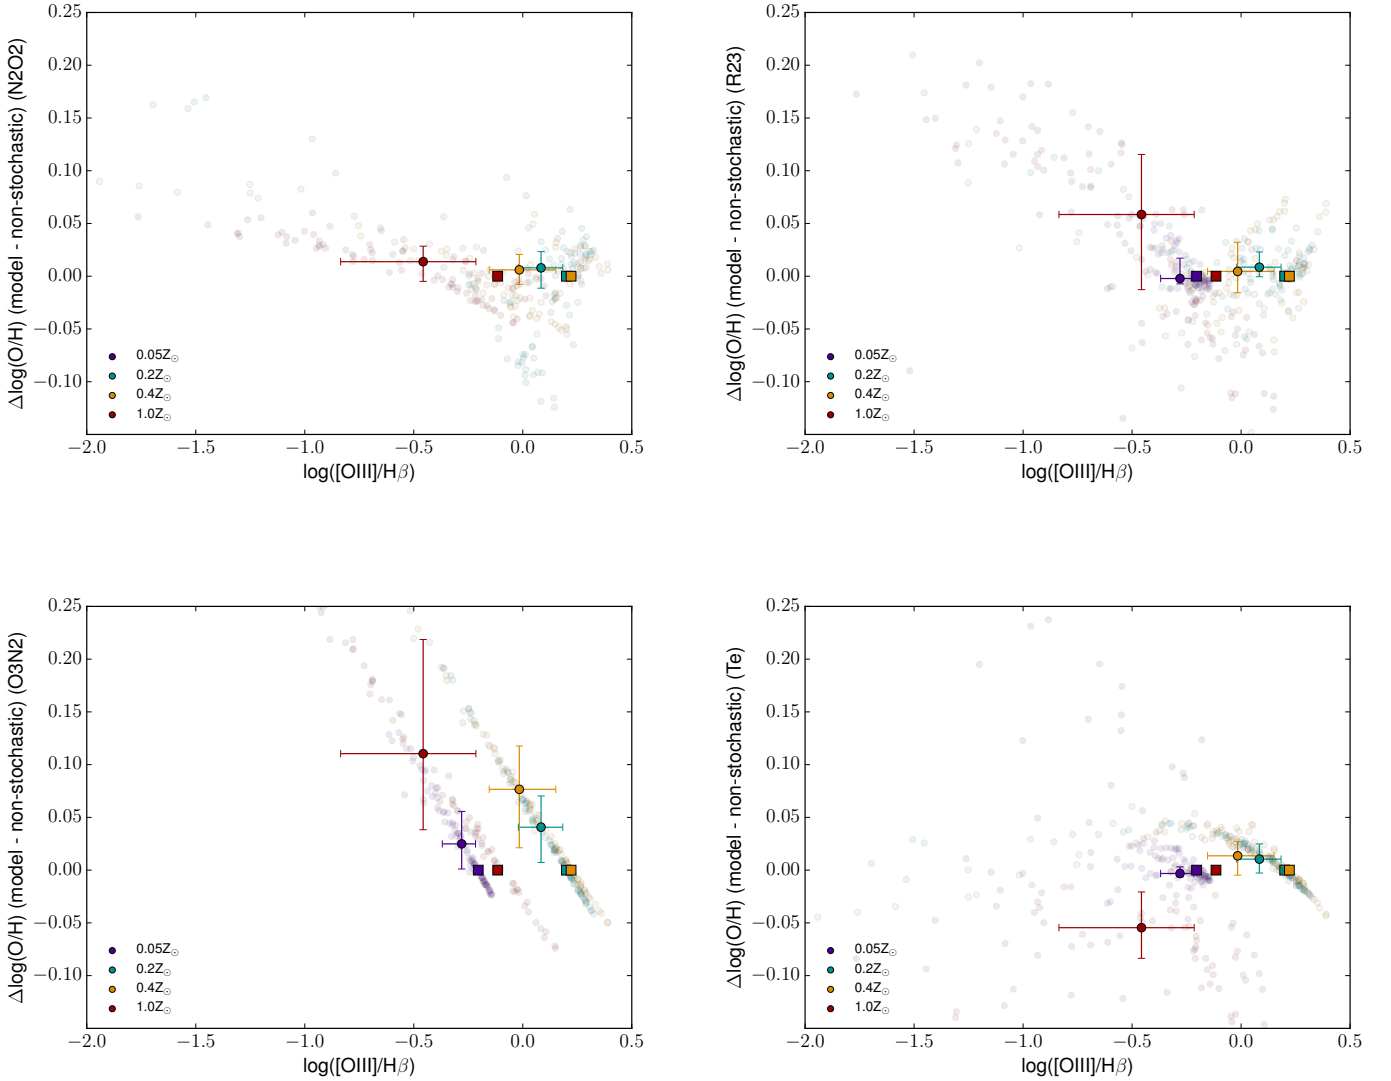 0.25
0.20
0.15
0.10
0.05
0.00
−0.05
−0.10
Δlog(O/H) (model - non-stochastic) (N2O2)
0.05Z☉
0.2Z☉
0.4Z☉
1.0Z☉
−2.0 −1.5 −1.0 −0.5 0.0 0.5
log([OIII]/Hβ)
0.25
0.20
0.15
0.10
0.05
0.00
−0.05
−0.10
Δlog(O/H) (model - non-stochastic) (R23)
0.05Z☉
0.2Z☉
0.4Z☉
1.0Z☉
−2.0 −1.5 −1.0 −0.5 0.0 0.5
log([OIII]/Hβ)
0.25
0.20
0.15
0.10
0.05
0.00
−0.05
−0.10
Δlog(O/H) (model - non-stochastic) (O3N2)
0.05Z☉
0.2Z☉
0.4Z☉
1.0Z☉
−2.0 −1.5 −1.0 −0.5 0.0 0.5
log([OIII]/Hβ)
0.25
0.20
0.15
0.10
0.05
0.00
−0.05
−0.10
Δlog(O/H) (model - non-stochastic) (Te)
0.05Z☉
0.2Z☉
0.4Z☉
1.0Z☉
−2.0 −1.5 −1.0 −0.5 0.0 0.5
log([OIII]/Hβ)